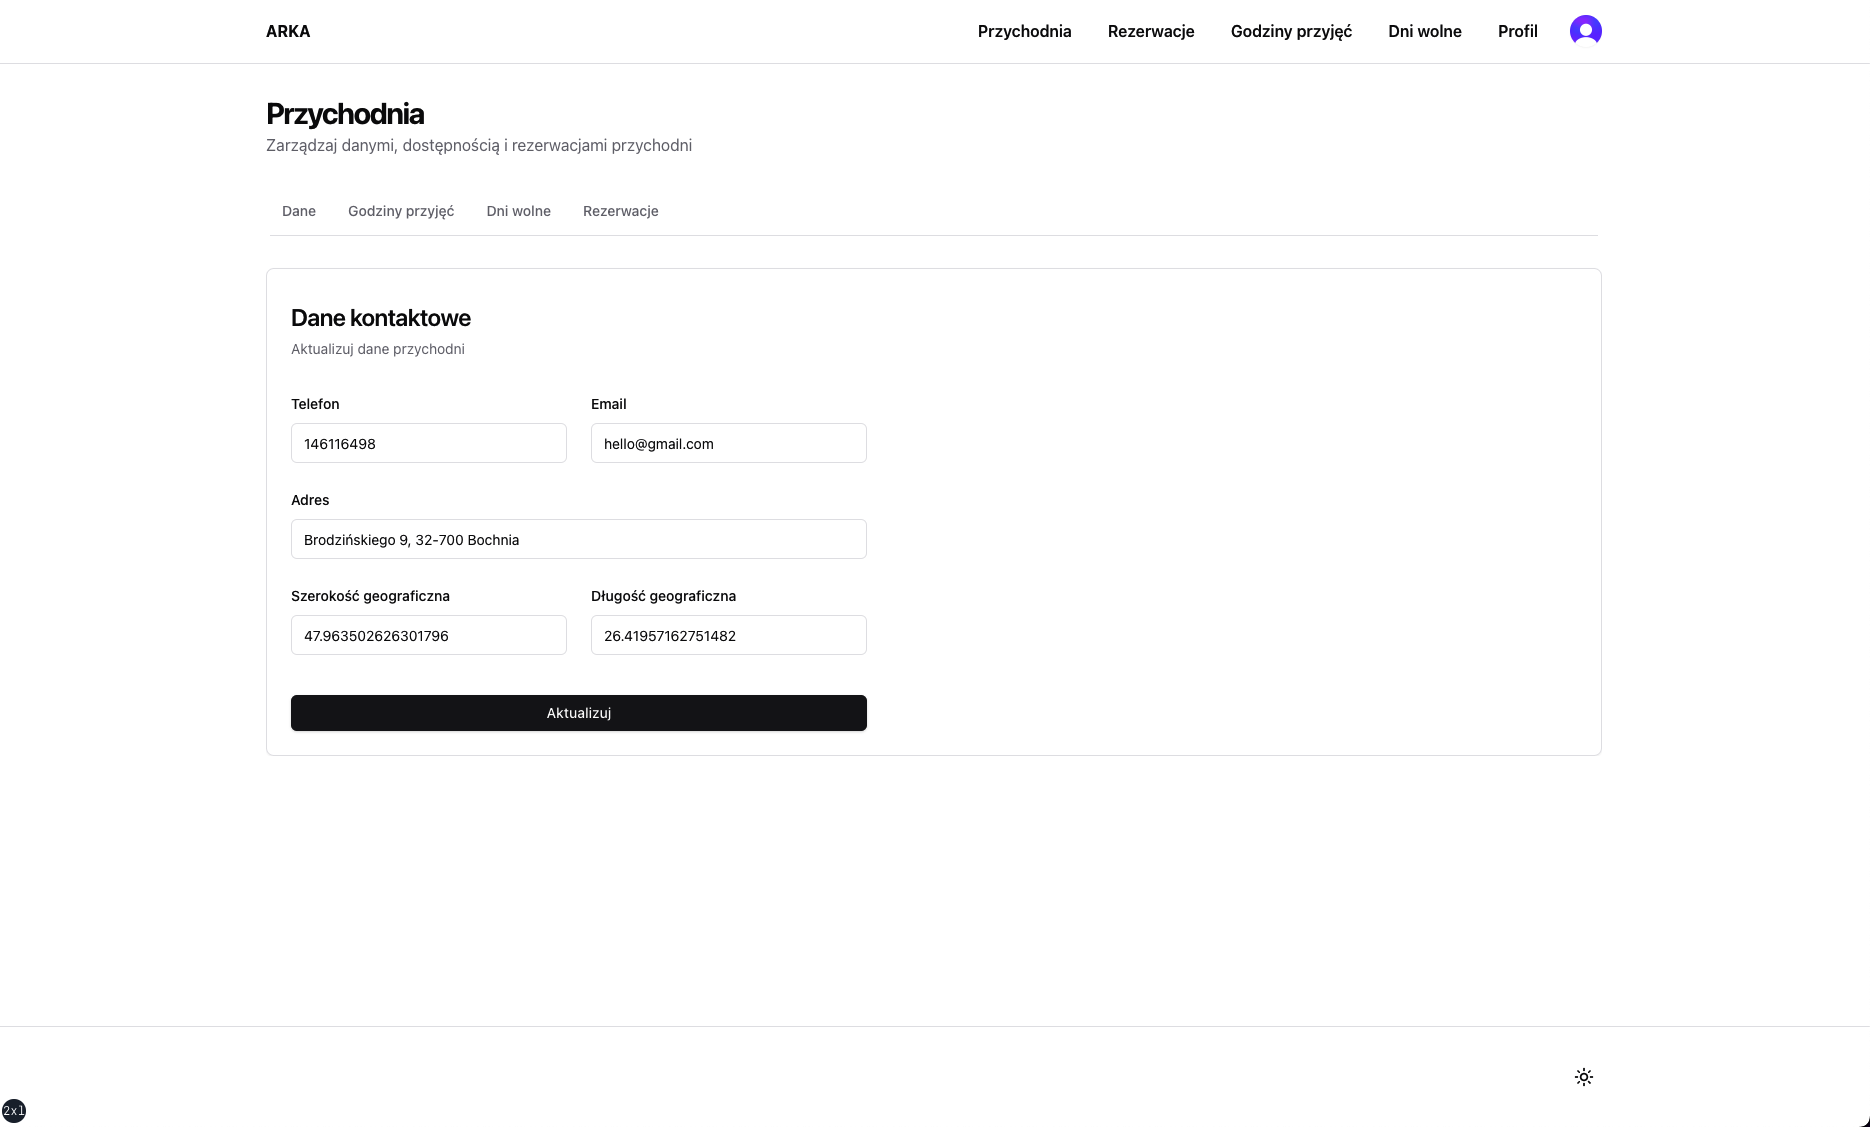 ARKA
Przychodnia Rezerwacje Godziny przyjęć Dni wolne Profil
Przychodnia
Zarządzaj danymi, dostępnością i rezerwacjami przychodni
Dane Godziny przyjęć Dni wolne Rezerwacje
Dane kontaktowe
Aktualizuj dane przychodni
Telefon Email
146116498 hello@gmail.com
Adres
Brodzińskiego 9, 32-700 Bochnia
Szerokość geograficzna Długość geograficzna
47.963502626301796 26.41957162751482
Aktualizuj
2xl